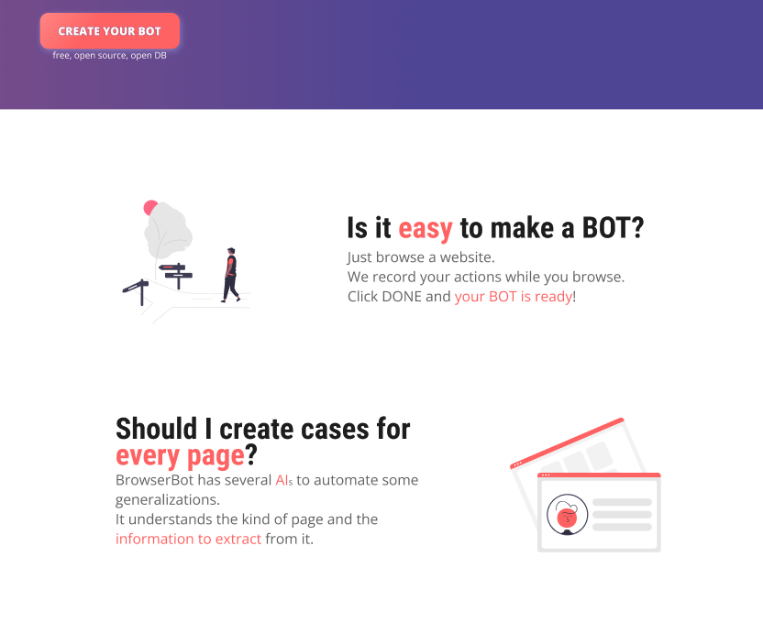 CREATE YOUR BOT
free, open source, open DB
Is it easy to make a BOT?
Just browse a website.
We record your actions while you browse.
Click DONE and your BOT is ready!
Should I create cases for
every page?
BrowserBot has several AIs to automate some
generalizations.
It understands the kind of page and the
information to extract from it.